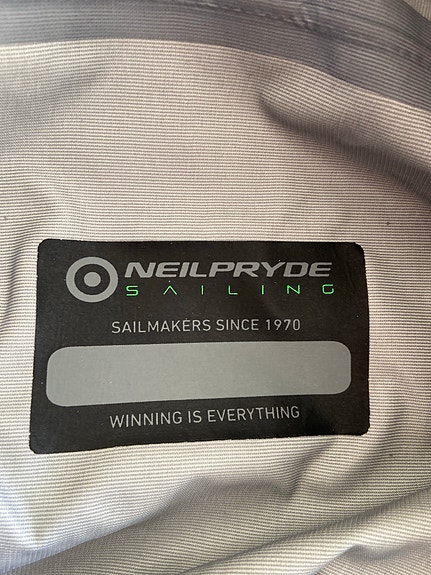 NEILPRYDE
SAILING
SAILMAKERS SINCE 1970
WINNING IS EVERYTHING